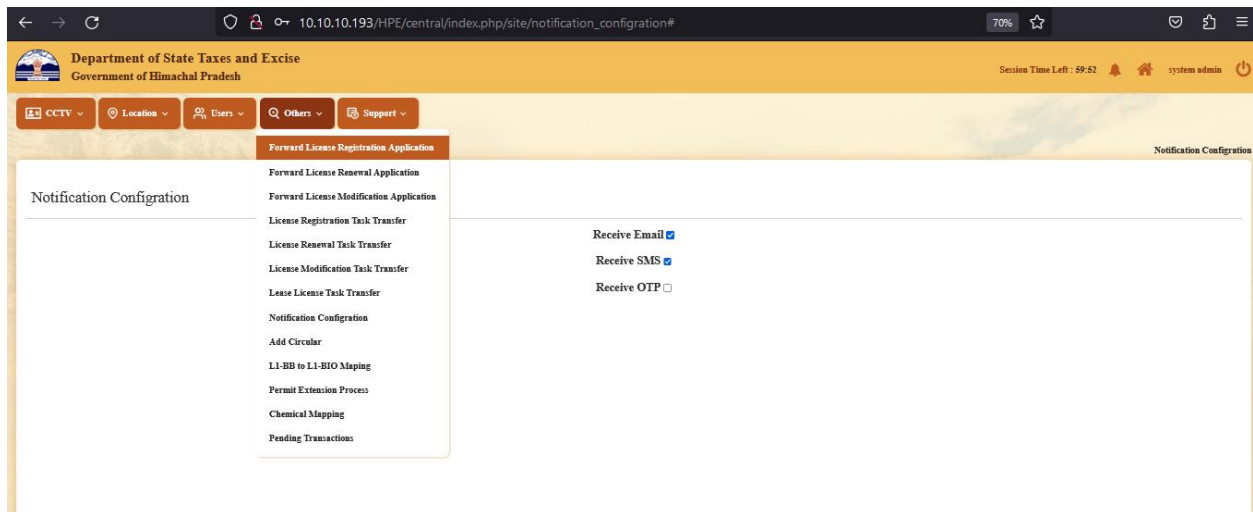 10.10.10.193/HPE/central/index.php/site/notification_configration#
70%
Department of State Taxes and Excise
Government of Himachal Pradesh
Session Time Left : 59:52
system admin
CCTV
Location
Users
Others
Support
Notification Configration
Forward License Registration Application
Forward License Renewal Application
Forward License Modification Application
License Registration Task Transfer
License Renewal Task Transfer
License Modification Task Transfer
Lease License Task Transfer
Notification Configration
Add Circular
L1-BB to L1-BIO Maping
Permit Extension Process
Chemical Mapping
Pending Transactions
Notification Configration
Receive Email
Receive SMS
Receive OTP